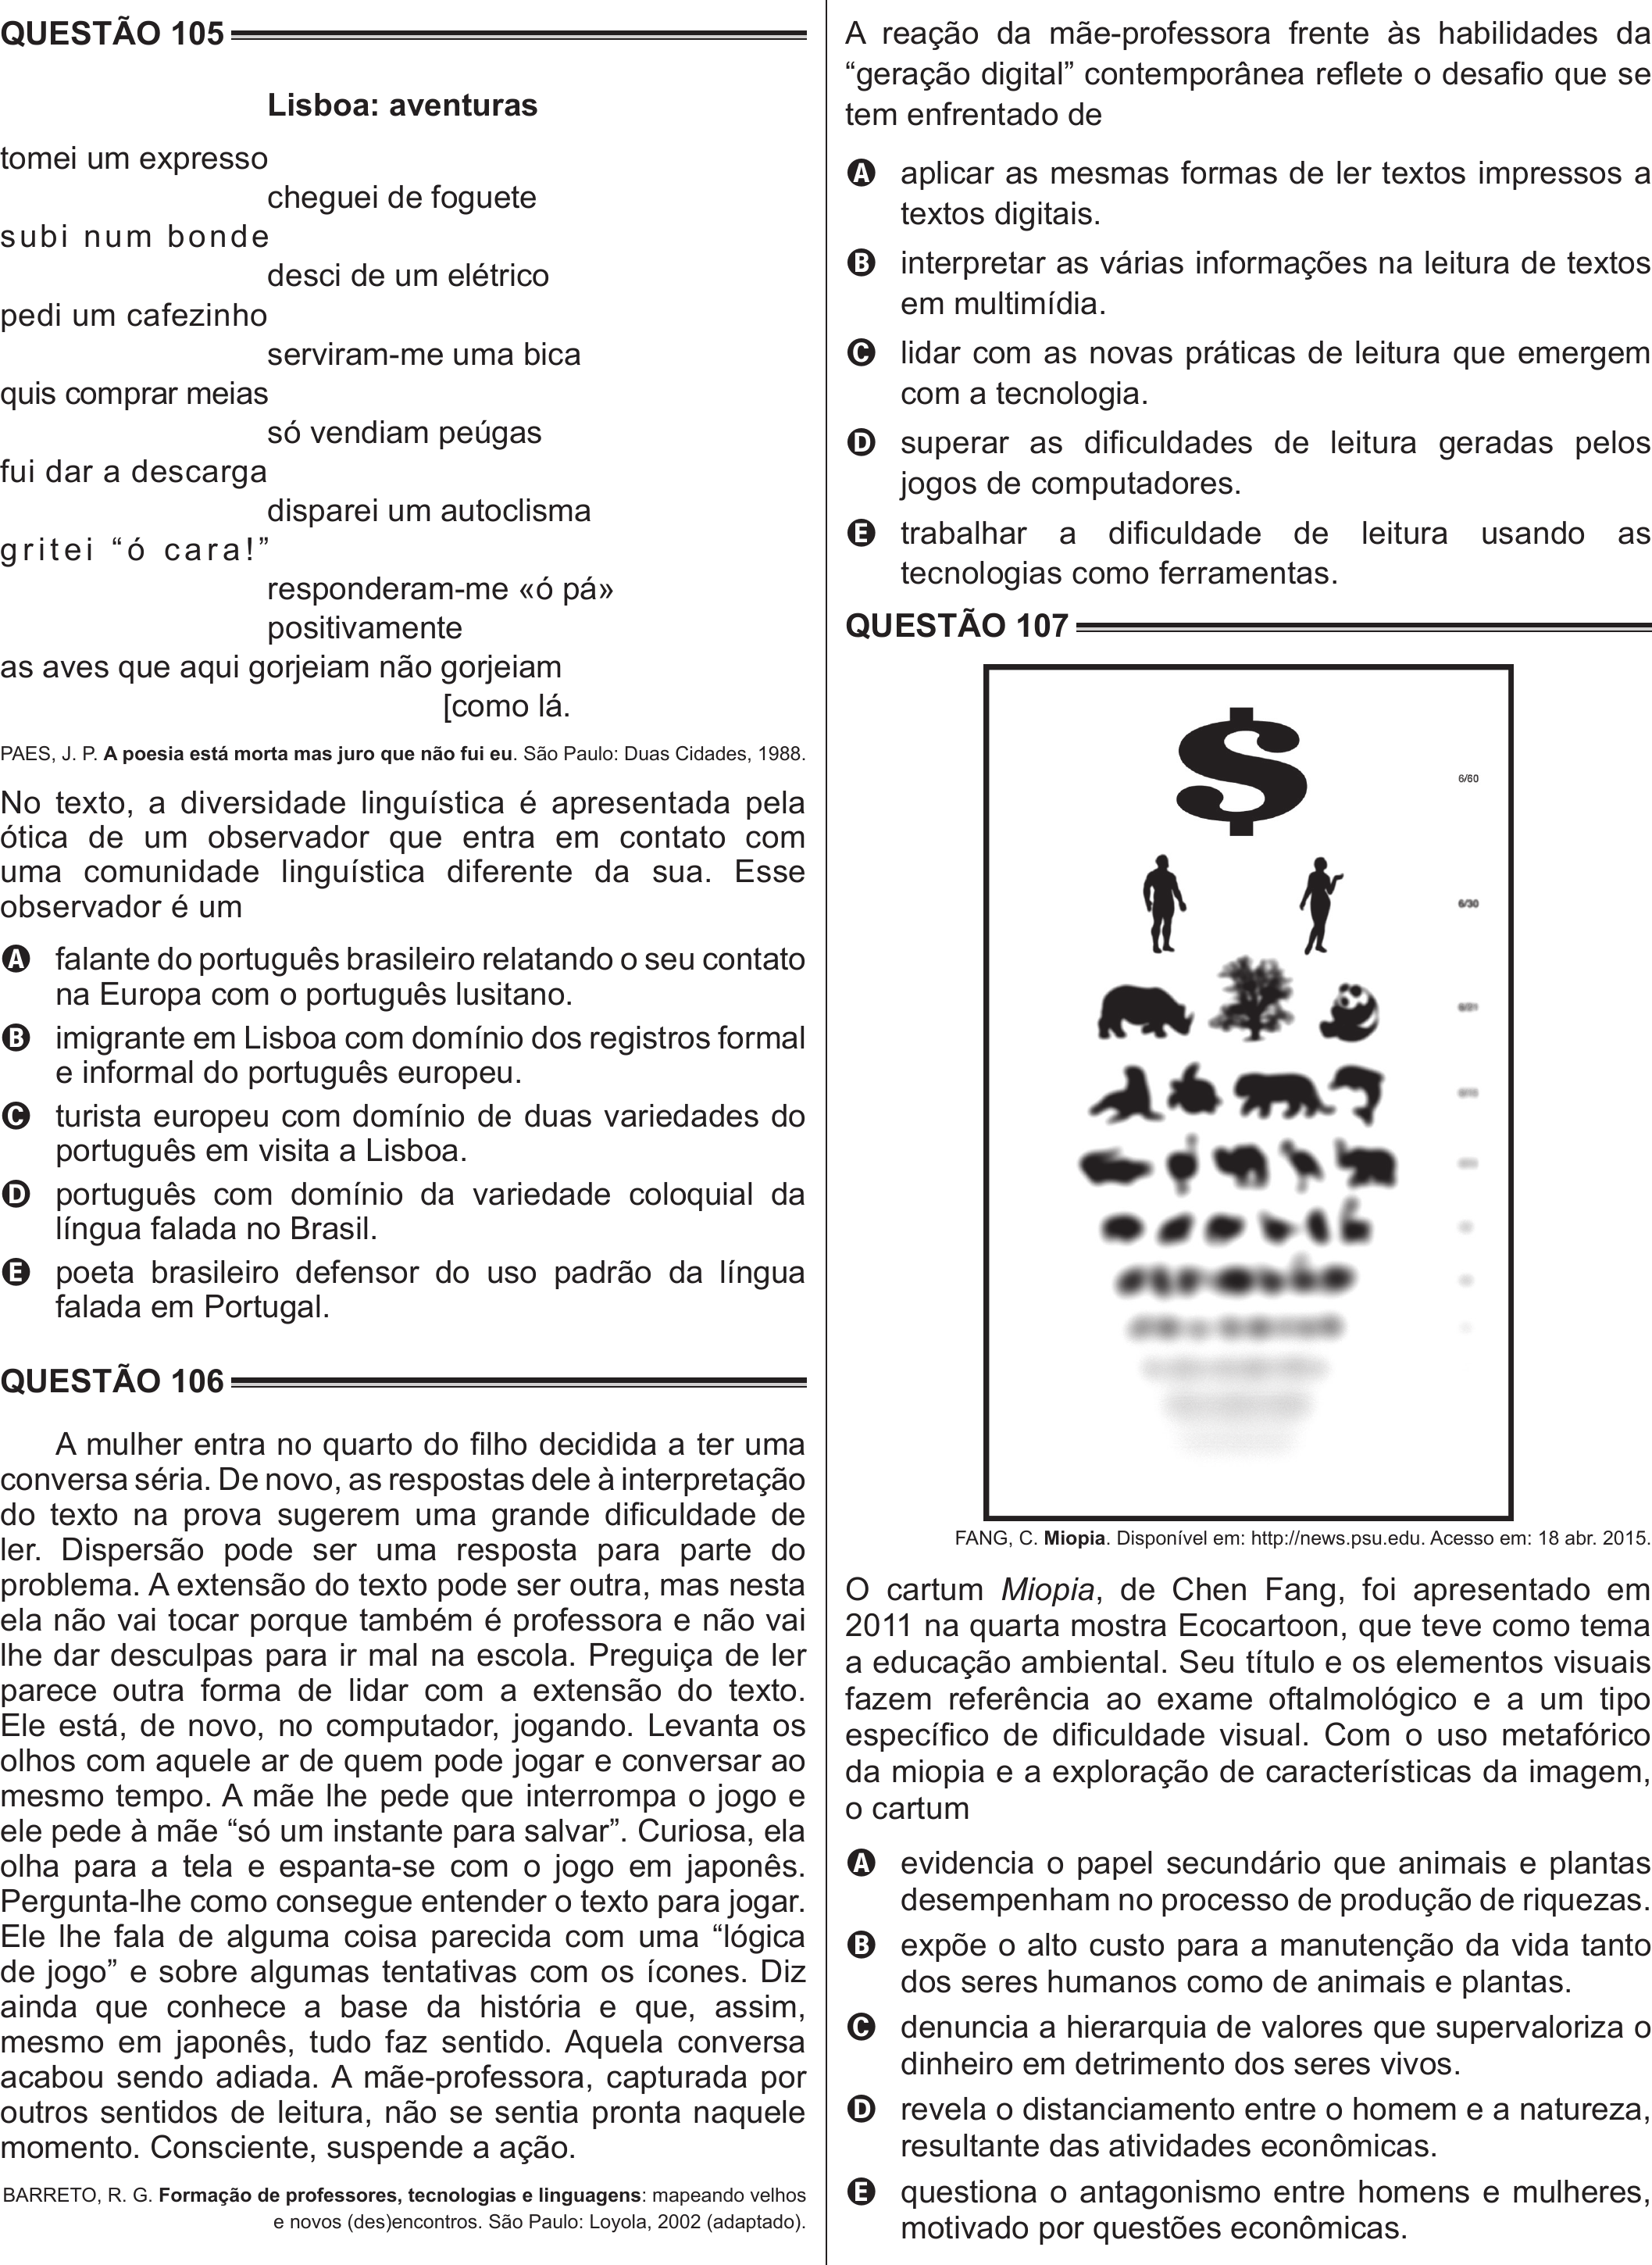 QUESTÃO 105
Lisboa: aventuras
tomei um expresso
cheguei de foguete
subi num bonde
desci de um elétrico
pedi um cafezinho
serviram-me uma bica
quis comprar meias
só vendiam peúgas
fui dar a descarga
disparei um autoclisma
gritei “ó cara!”
responderam-me «ó pá»
positivamente
as aves que aqui gorjeiam não gorjeiam
[como lá.
PAES, J. P. A poesia está morta mas juro que não fui eu. São Paulo: Duas Cidades, 1988.
No texto, a diversidade linguística é apresentada pela
ótica de um observador que entra em contato com
uma comunidade linguística diferente da sua. Esse
observador é um
A falante do português brasileiro relatando o seu contato
na Europa com o português lusitano.
B imigrante em Lisboa com domínio dos registros formal
e informal do português europeu.
C turista europeu com domínio de duas variedades do
português em visita a Lisboa.
D português com domínio da variedade coloquial da
língua falada no Brasil.
E poeta brasileiro defensor do uso padrão da língua
falada em Portugal.
QUESTÃO 106
A mulher entra no quarto do filho decidida a ter uma
conversa séria. De novo, as respostas dele à interpretação
do texto na prova sugerem uma grande dificuldade de
ler. Dispersão pode ser uma resposta para parte do
problema. A extensão do texto pode ser outra, mas nesta
ela não vai tocar porque também é professora e não vai
lhe dar desculpas para ir mal na escola. Preguiça de ler
parece outra forma de lidar com a extensão do texto.
Ele está, de novo, no computador, jogando. Levanta os
olhos com aquele ar de quem pode jogar e conversar ao
mesmo tempo. A mãe lhe pede que interrompa o jogo e
ele pede à mãe “só um instante para salvar”. Curiosa, ela
olha para a tela e espanta-se com o jogo em japonês.
Pergunta-lhe como consegue entender o texto para jogar.
Ele lhe fala de alguma coisa parecida com uma “lógica
de jogo” e sobre algumas tentativas com os ícones. Diz
ainda que conhece a base da história e que, assim,
mesmo em japonês, tudo faz sentido. Aquela conversa
acabou sendo adiada. A mãe-professora, capturada por
outros sentidos de leitura, não se sentia pronta naquele
momento. Consciente, suspende a ação.
BARRETO, R. G. Formação de professores, tecnologias e linguagens: mapeando velhos
e novos (des)encontros. São Paulo: Loyola, 2002 (adaptado).
A reação da mãe-professora frente às habilidades da
“geração digital” contemporânea reflete o desafio que se
tem enfrentado de
A aplicar as mesmas formas de ler textos impressos a
textos digitais.
B interpretar as várias informações na leitura de textos
em multimídia.
C lidar com as novas práticas de leitura que emergem
com a tecnologia.
D superar as dificuldades de leitura geradas pelos
jogos de computadores.
E trabalhar a dificuldade de leitura usando as
tecnologias como ferramentas.
QUESTÃO 107
$
6/60
6/30
FANG, C. Miopia. Disponível em: http://news.psu.edu. Acesso em: 18 abr. 2015.
O cartum Miopia, de Chen Fang, foi apresentado em
2011 na quarta mostra Ecocartoon, que teve como tema
a educação ambiental. Seu título e os elementos visuais
fazem referência ao exame oftalmológico e a um tipo
específico de dificuldade visual. Com o uso metafórico
da miopia e a exploração de características da imagem,
o cartum
A evidencia o papel secundário que animais e plantas
desempenham no processo de produção de riquezas.
B expõe o alto custo para a manutenção da vida tanto
dos seres humanos como de animais e plantas.
C denuncia a hierarquia de valores que supervaloriza o
dinheiro em detrimento dos seres vivos.
D revela o distanciamento entre o homem e a natureza,
resultante das atividades econômicas.
E questiona o antagonismo entre homens e mulheres,
motivado por questões econômicas.